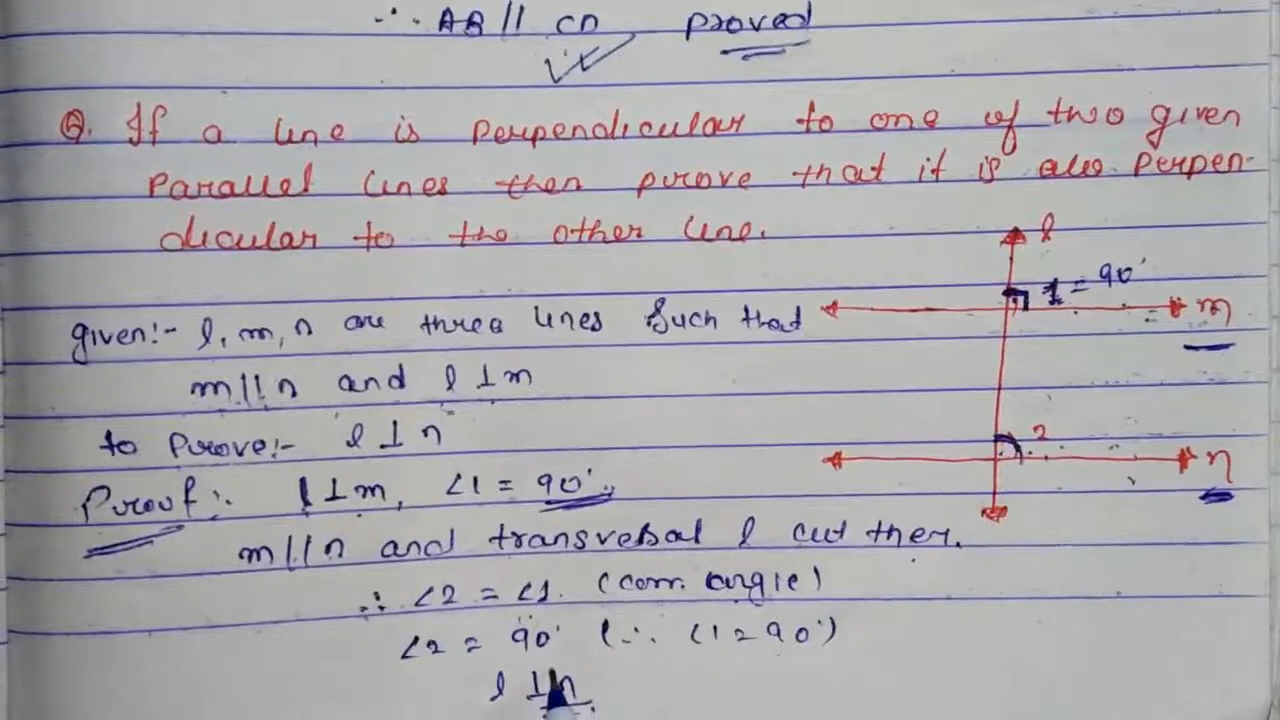 ∴ AB // CD proved
Q. If a line is perpendicular to one of two given
parallel lines then prove that it is also perpen-
dicular to the other line.
l
1 = 90°
m
given:- l, m, n are three lines such that
m||n and l ⊥ m
to prove:- l ⊥ n
2
n
Proof:- l ⊥ m, ∠1 = 90°.
m||n and transvesal l cut them.
∴ ∠2 = ∠1. (corr. angle)
∠2 = 90° (∴ ∠1 = 90°)
l ⊥ n.